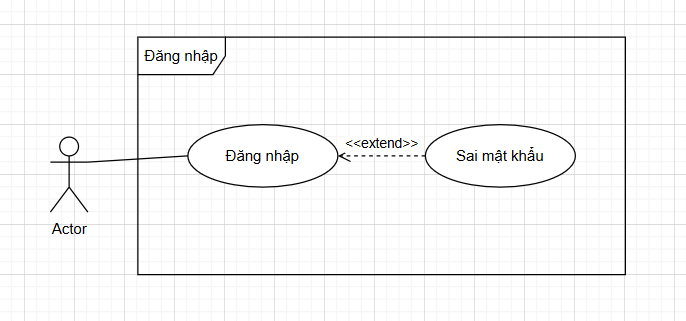 Đăng nhập
Đăng nhập
<<extend>>
Sai mật khẩu
Actor